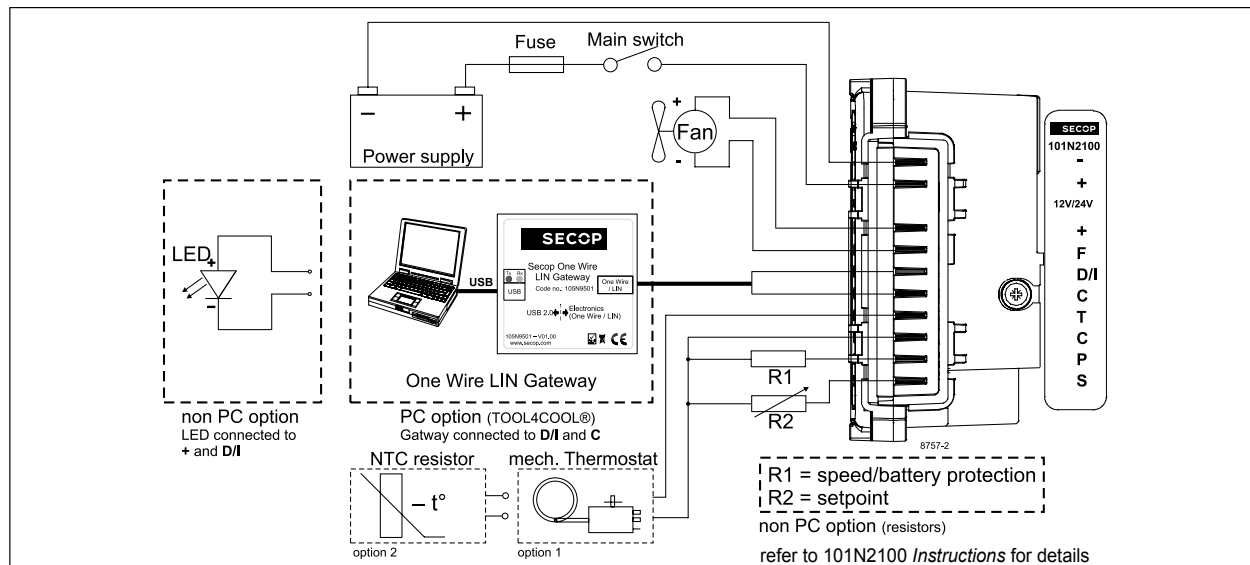 Fuse
Main switch
−
+
Power supply
+
Fan
-
SECOP
101N2100
-
+
12V/24V
+
F
D/I
C
T
C
P
S
LED
+
−
non PC option
LED connected to
+ and D/I
USB
SECOP
Secop One Wire
LIN Gateway
Code no.: 105N9501
Tx Rx
USB
One Wire
/ LIN
USB 2.0
Electronics
(One Wire / LIN)
105N9501 – V01.00
www.secop.com
CE
One Wire LIN Gateway
PC option (TOOL4COOL®)
Gatway connected to D/I and C
R1
R2
8757-2
NTC resistor
– t°
option 2
mech. Thermostat
option 1
R1 = speed/battery protection
R2 = setpoint
non PC option (resistors)
refer to 101N2100 Instructions for details